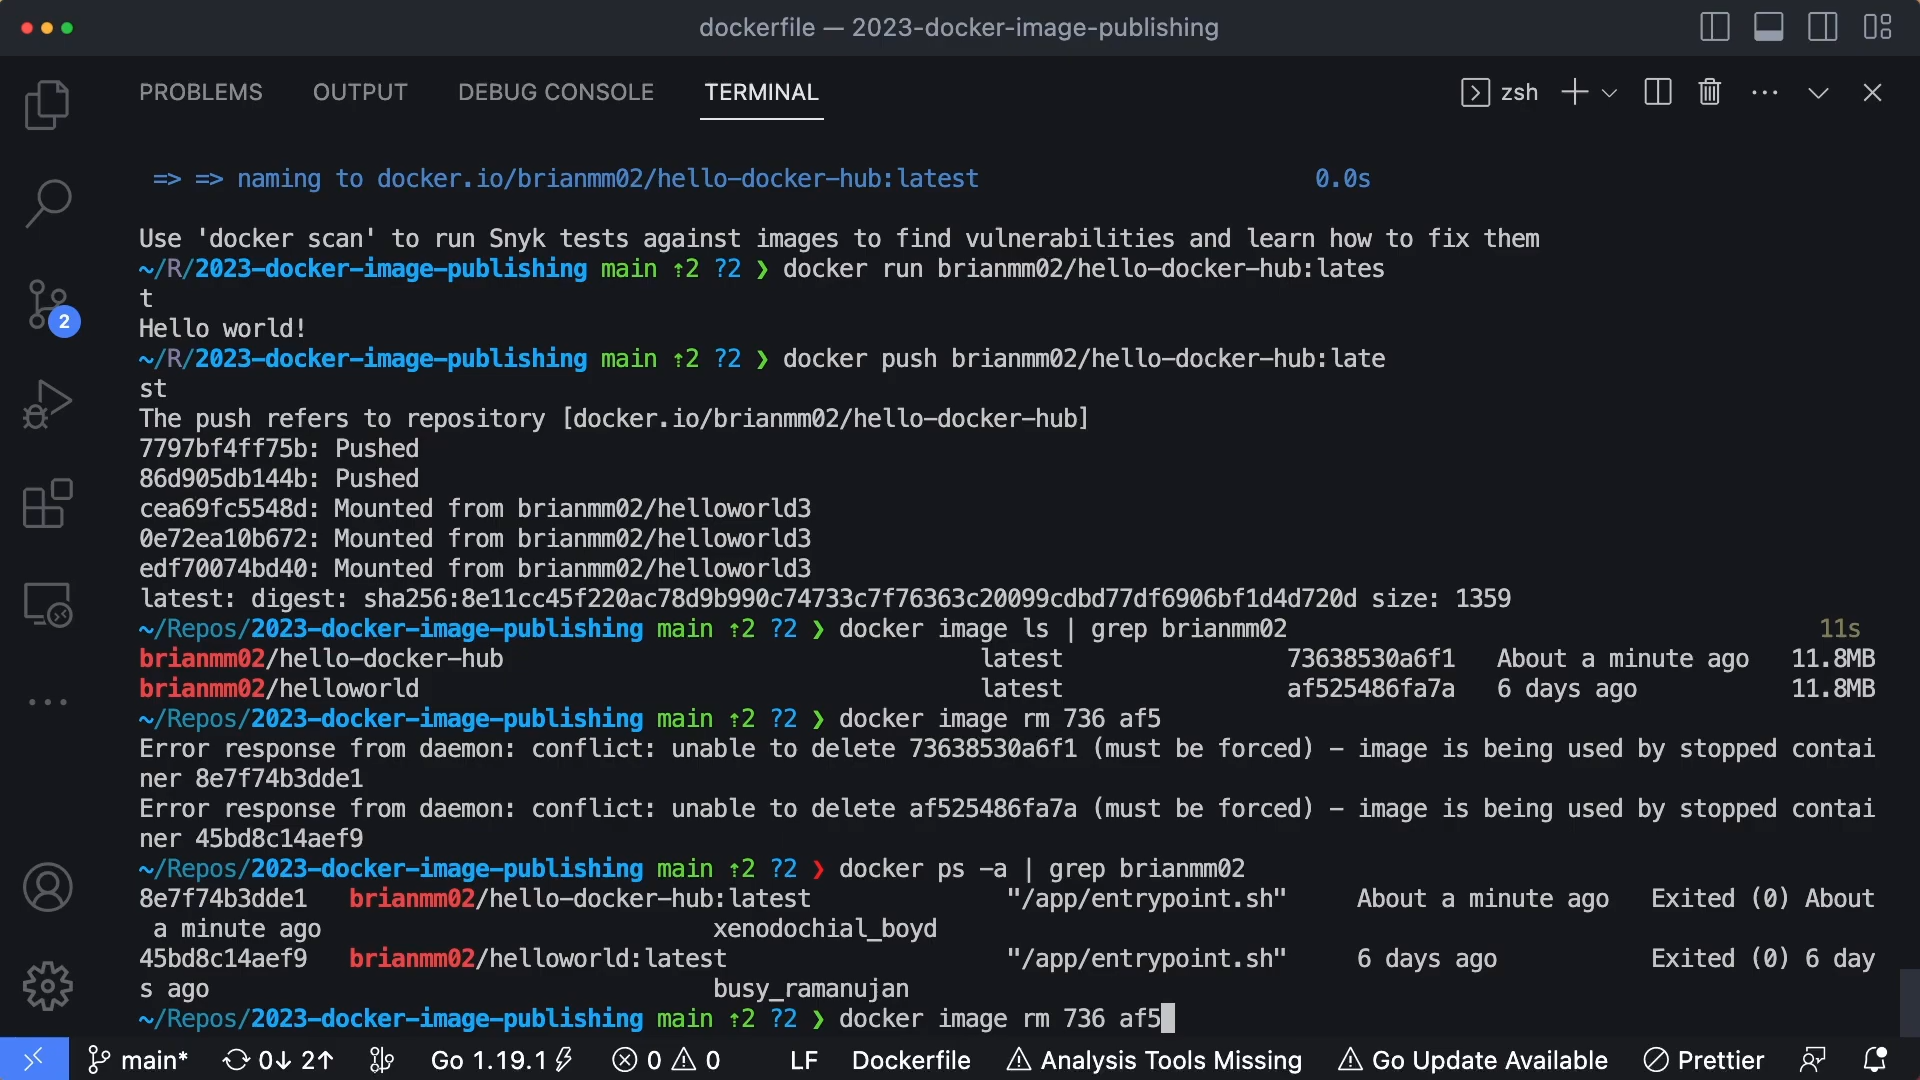 dockerfile — 2023-docker-image-publishing
PROBLEMS OUTPUT DEBUG CONSOLE TERMINAL zsh
=> => naming to docker.io/brianmm02/hello-docker-hub:latest 0.0s
Use 'docker scan' to run Snyk tests against images to find vulnerabilities and learn how to fix them
~/R/2023-docker-image-publishing main ⇡2 ?2 ❯ docker run brianmm02/hello-docker-hub:lates
t
Hello world!
~/R/2023-docker-image-publishing main ⇡2 ?2 ❯ docker push brianmm02/hello-docker-hub:late
st
The push refers to repository [docker.io/brianmm02/hello-docker-hub]
7797bf4ff75b: Pushed
86d905db144b: Pushed
cea69fc5548d: Mounted from brianmm02/helloworld3
0e72ea10b672: Mounted from brianmm02/helloworld3
edf70074bd40: Mounted from brianmm02/helloworld3
latest: digest: sha256:8e11cc45f220ac78d9b990c74733c7f76363c20099cdbd77df6906bf1d4d720d size: 1359
~/Repos/2023-docker-image-publishing main ⇡2 ?2 ❯ docker image ls | grep brianmm02 11s
brianmm02/hello-docker-hub latest 73638530a6f1 About a minute ago 11.8MB
brianmm02/helloworld latest af525486fa7a 6 days ago 11.8MB
~/Repos/2023-docker-image-publishing main ⇡2 ?2 ❯ docker image rm 736 af5
Error response from daemon: conflict: unable to delete 73638530a6f1 (must be forced) - image is being used by stopped contai
ner 8e7f74b3dde1
Error response from daemon: conflict: unable to delete af525486fa7a (must be forced) - image is being used by stopped contai
ner 45bd8c14aef9
~/Repos/2023-docker-image-publishing main ⇡2 ?2 ❯ docker ps -a | grep brianmm02
8e7f74b3dde1 brianmm02/hello-docker-hub:latest "/app/entrypoint.sh" About a minute ago Exited (0) About
a minute ago xenodochial_boyd
45bd8c14aef9 brianmm02/helloworld:latest "/app/entrypoint.sh" 6 days ago Exited (0) 6 day
s ago busy_ramanujan
~/Repos/2023-docker-image-publishing main ⇡2 ?2 ❯ docker image rm 736 af5
2
main* 0↓ 2↑ Go 1.19.1 0 0 LF Dockerfile Analysis Tools Missing Go Update Available Prettier